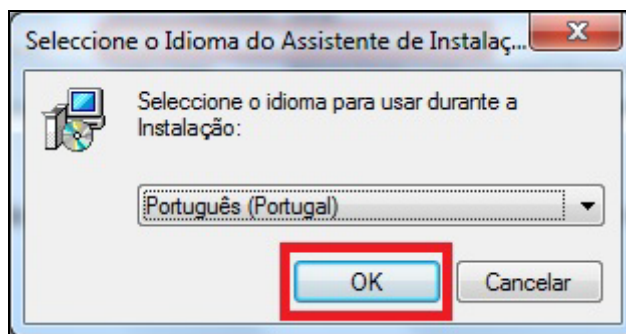 Seleccione o Idioma do Assistente de Instalaç...
Seleccione o idioma para usar durante a
Instalação:
Português (Portugal)
OK
Cancelar